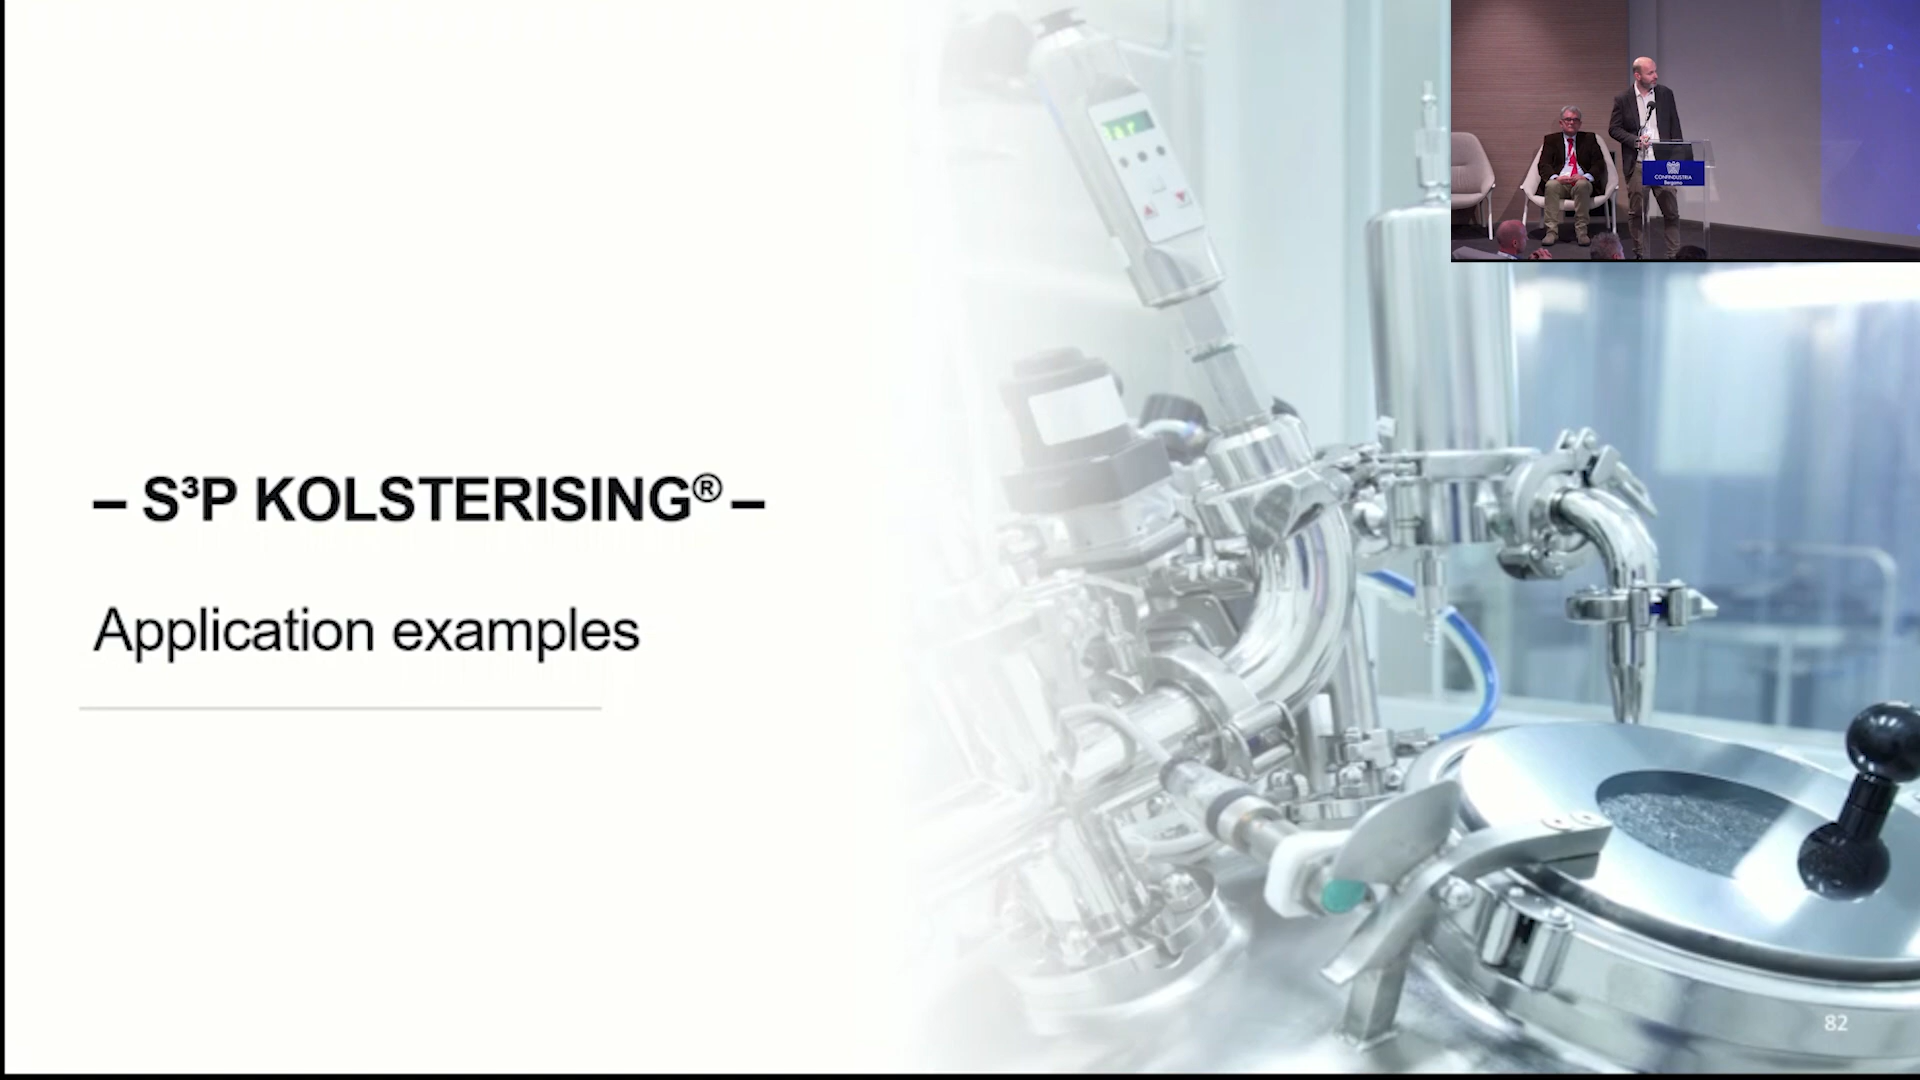 – S³P KOLSTERISING® –
Application examples
CONFINDUSTRIA
Bergamo
82